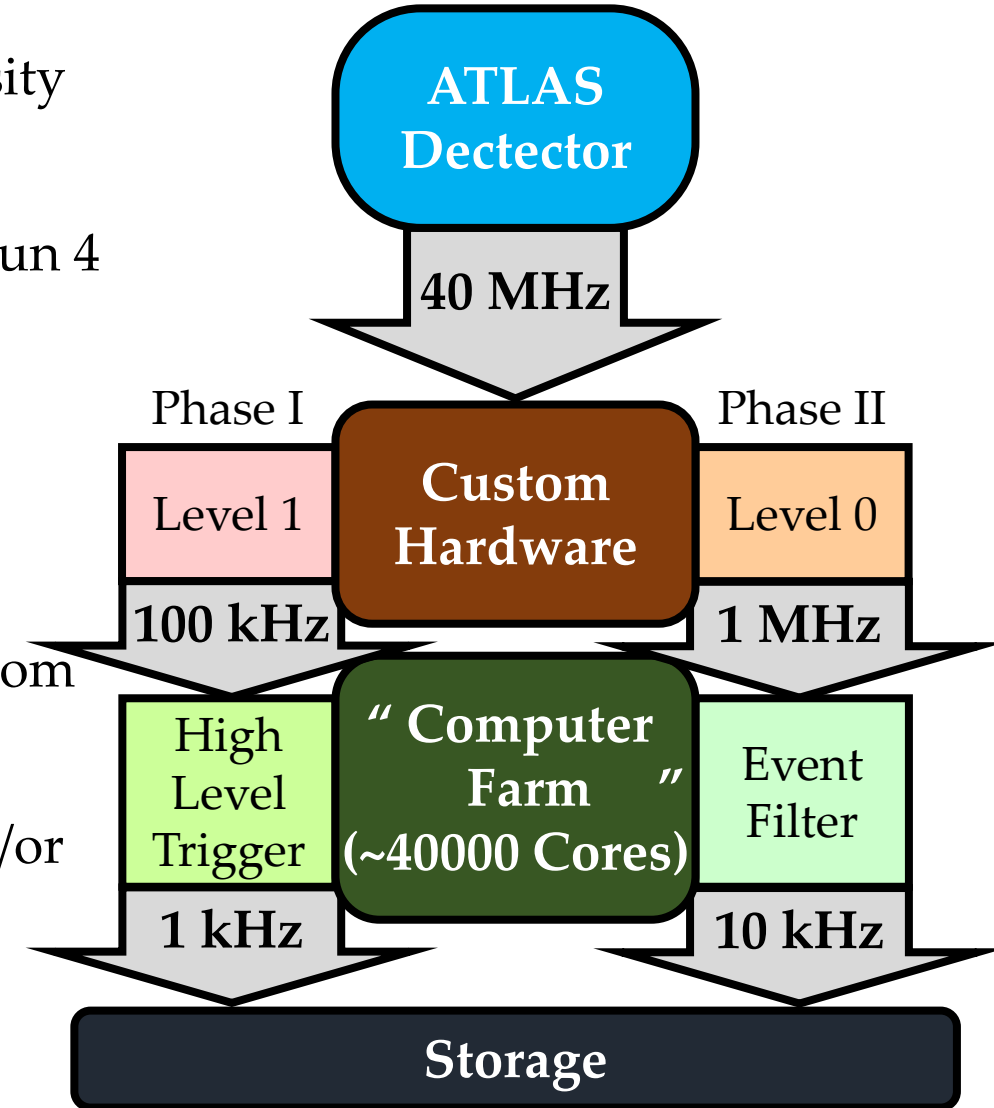 sity
un 4
om
/or
ATLAS
Dectector
40 MHz
Phase I
Phase II
Level 1
Custom
Hardware
Level 0
100 kHz
1 MHz
High
Level
Trigger
“ Computer
Farm ”
(~40000 Cores)
Event
Filter
1 kHz
10 kHz
Storage